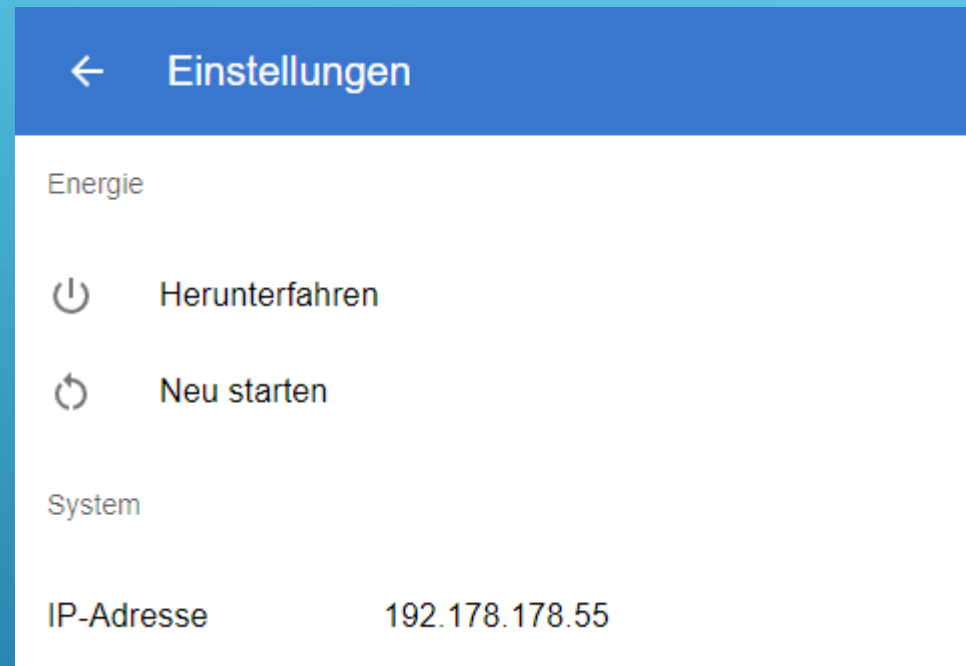 Einstellungen
Energie
Herunterfahren
Neu starten
System
IP-Adresse 192.178.178.55